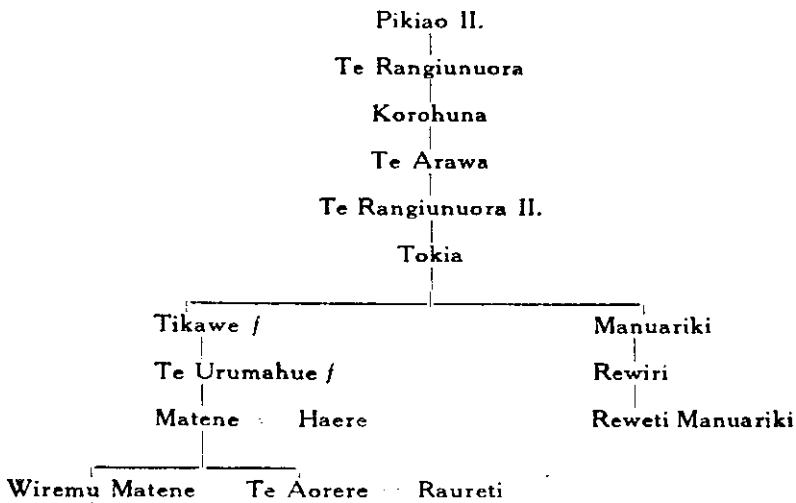 Pikiao II.
Te Rangiunuora
Korohuna
Te Arawa
Te Rangiunuora II.
Tokia
Tikawe f Manuariki
Te Urumahue f Rewiri
Matene Haere Reweti Manuariki
Wiremu Matene Te Aorere Raureti